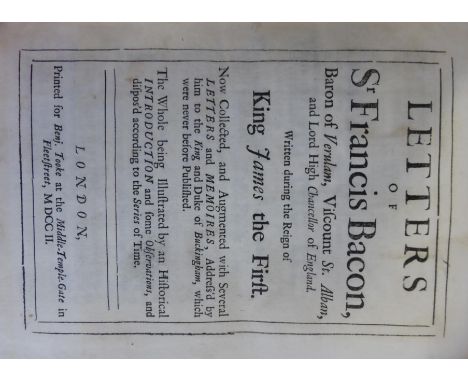 LETTERS
OF
Sr Francis Bacon,
Baron of Verulam, Viſcount St. Alban,
and Lord High Chancellor of England.
Written during the Reign of
King James the Firſt.
Now Collected, and Augmented with Several
LETTERS and MEMOIRES, Addreſs'd by
him to the King and Duke of Buckingham, which
were never before Publiſhed.
The Whole being Illuſtrated by an Hiſtorical
INTRODUCTION and ſome Obſervations, and
diſpos'd according to the Series of Time.
LONDON,
Printed for Benj. Tooke at the Middle-Temple Gate in
Fleetſtreet, MDCCII.